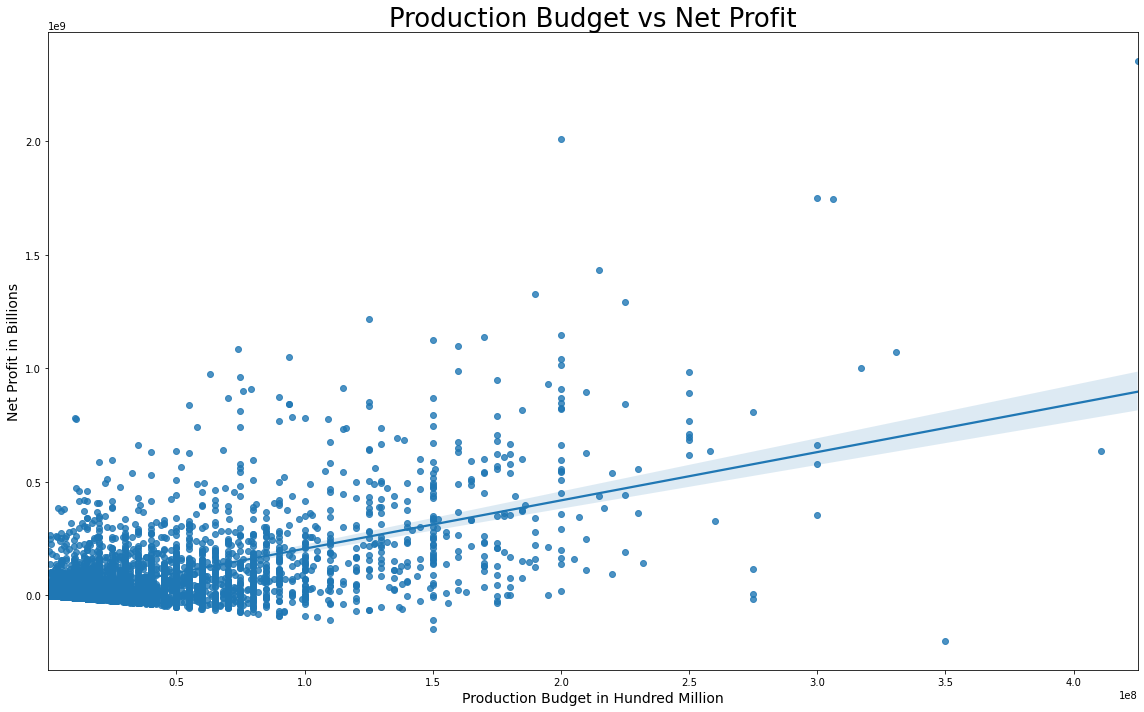 Production Budget vs Net Profit
1e9
2.0
1.5
1.0
0.5
0.0
Net Profit in Billions
0.5 1.0 1.5 2.0 2.5 3.0 3.5 4.0
Production Budget in Hundred Million
1e8